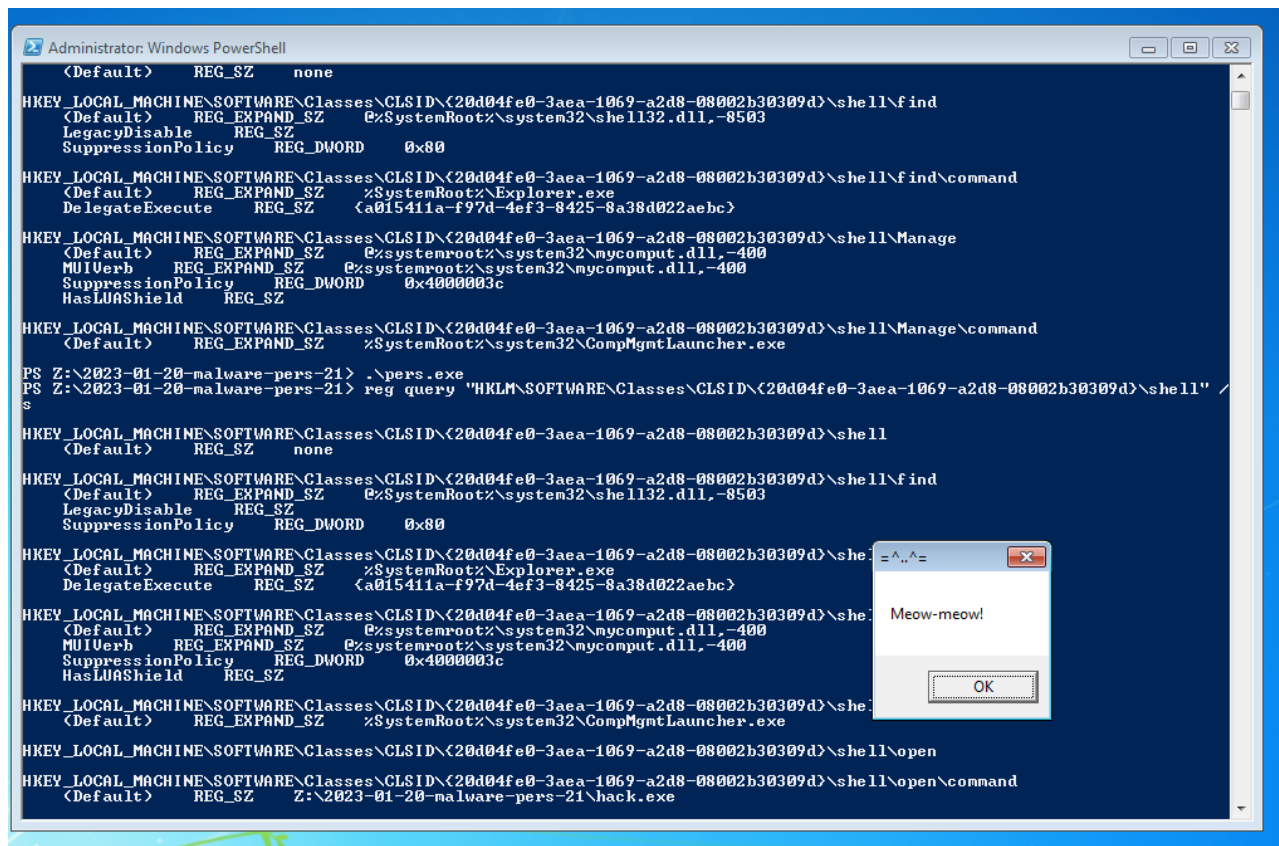 Administrator: Windows PowerShell
(Default) REG_SZ none
HKEY_LOCAL_MACHINE\SOFTWARE\Classes\CLSID\{20d04fe0-3aea-1069-a2d8-08002b30309d}\shell\find
(Default) REG_EXPAND_SZ @%SystemRoot%\system32\shell32.dll,-8503
LegacyDisable REG_SZ
SuppressionPolicy REG_DWORD 0x80
HKEY_LOCAL_MACHINE\SOFTWARE\Classes\CLSID\{20d04fe0-3aea-1069-a2d8-08002b30309d}\shell\find\command
(Default) REG_EXPAND_SZ %SystemRoot%\Explorer.exe
DelegateExecute REG_SZ {a015411a-f97d-4ef3-8425-8a38d022aebc}
HKEY_LOCAL_MACHINE\SOFTWARE\Classes\CLSID\{20d04fe0-3aea-1069-a2d8-08002b30309d}\shell\Manage
(Default) REG_EXPAND_SZ @%systemroot%\system32\mycomput.dll,-400
MUIVerb REG_EXPAND_SZ @%systemroot%\system32\mycomput.dll,-400
SuppressionPolicy REG_DWORD 0x4000003c
HasLUAShield REG_SZ
HKEY_LOCAL_MACHINE\SOFTWARE\Classes\CLSID\{20d04fe0-3aea-1069-a2d8-08002b30309d}\shell\Manage\command
(Default) REG_EXPAND_SZ %SystemRoot%\system32\CompMgmtLauncher.exe
PS Z:\2023-01-20-malware-pers-21> .\pers.exe
PS Z:\2023-01-20-malware-pers-21> reg query "HKLM\SOFTWARE\Classes\CLSID\{20d04fe0-3aea-1069-a2d8-08002b30309d}\shell" /
s
HKEY_LOCAL_MACHINE\SOFTWARE\Classes\CLSID\{20d04fe0-3aea-1069-a2d8-08002b30309d}\shell
(Default) REG_SZ none
HKEY_LOCAL_MACHINE\SOFTWARE\Classes\CLSID\{20d04fe0-3aea-1069-a2d8-08002b30309d}\shell\find
(Default) REG_EXPAND_SZ @%SystemRoot%\system32\shell32.dll,-8503
LegacyDisable REG_SZ
SuppressionPolicy REG_DWORD 0x80
HKEY_LOCAL_MACHINE\SOFTWARE\Classes\CLSID\{20d04fe0-3aea-1069-a2d8-08002b30309d}\she
(Default) REG_EXPAND_SZ %SystemRoot%\Explorer.exe
DelegateExecute REG_SZ {a015411a-f97d-4ef3-8425-8a38d022aebc}
HKEY_LOCAL_MACHINE\SOFTWARE\Classes\CLSID\{20d04fe0-3aea-1069-a2d8-08002b30309d}\she
(Default) REG_EXPAND_SZ @%systemroot%\system32\mycomput.dll,-400
MUIVerb REG_EXPAND_SZ @%systemroot%\system32\mycomput.dll,-400
SuppressionPolicy REG_DWORD 0x4000003c
HasLUAShield REG_SZ
HKEY_LOCAL_MACHINE\SOFTWARE\Classes\CLSID\{20d04fe0-3aea-1069-a2d8-08002b30309d}\she
(Default) REG_EXPAND_SZ %SystemRoot%\system32\CompMgmtLauncher.exe
HKEY_LOCAL_MACHINE\SOFTWARE\Classes\CLSID\{20d04fe0-3aea-1069-a2d8-08002b30309d}\shell\open
HKEY_LOCAL_MACHINE\SOFTWARE\Classes\CLSID\{20d04fe0-3aea-1069-a2d8-08002b30309d}\shell\open\command
(Default) REG_SZ Z:\2023-01-20-malware-pers-21\hack.exe
=^..^=
Meow-meow!
OK